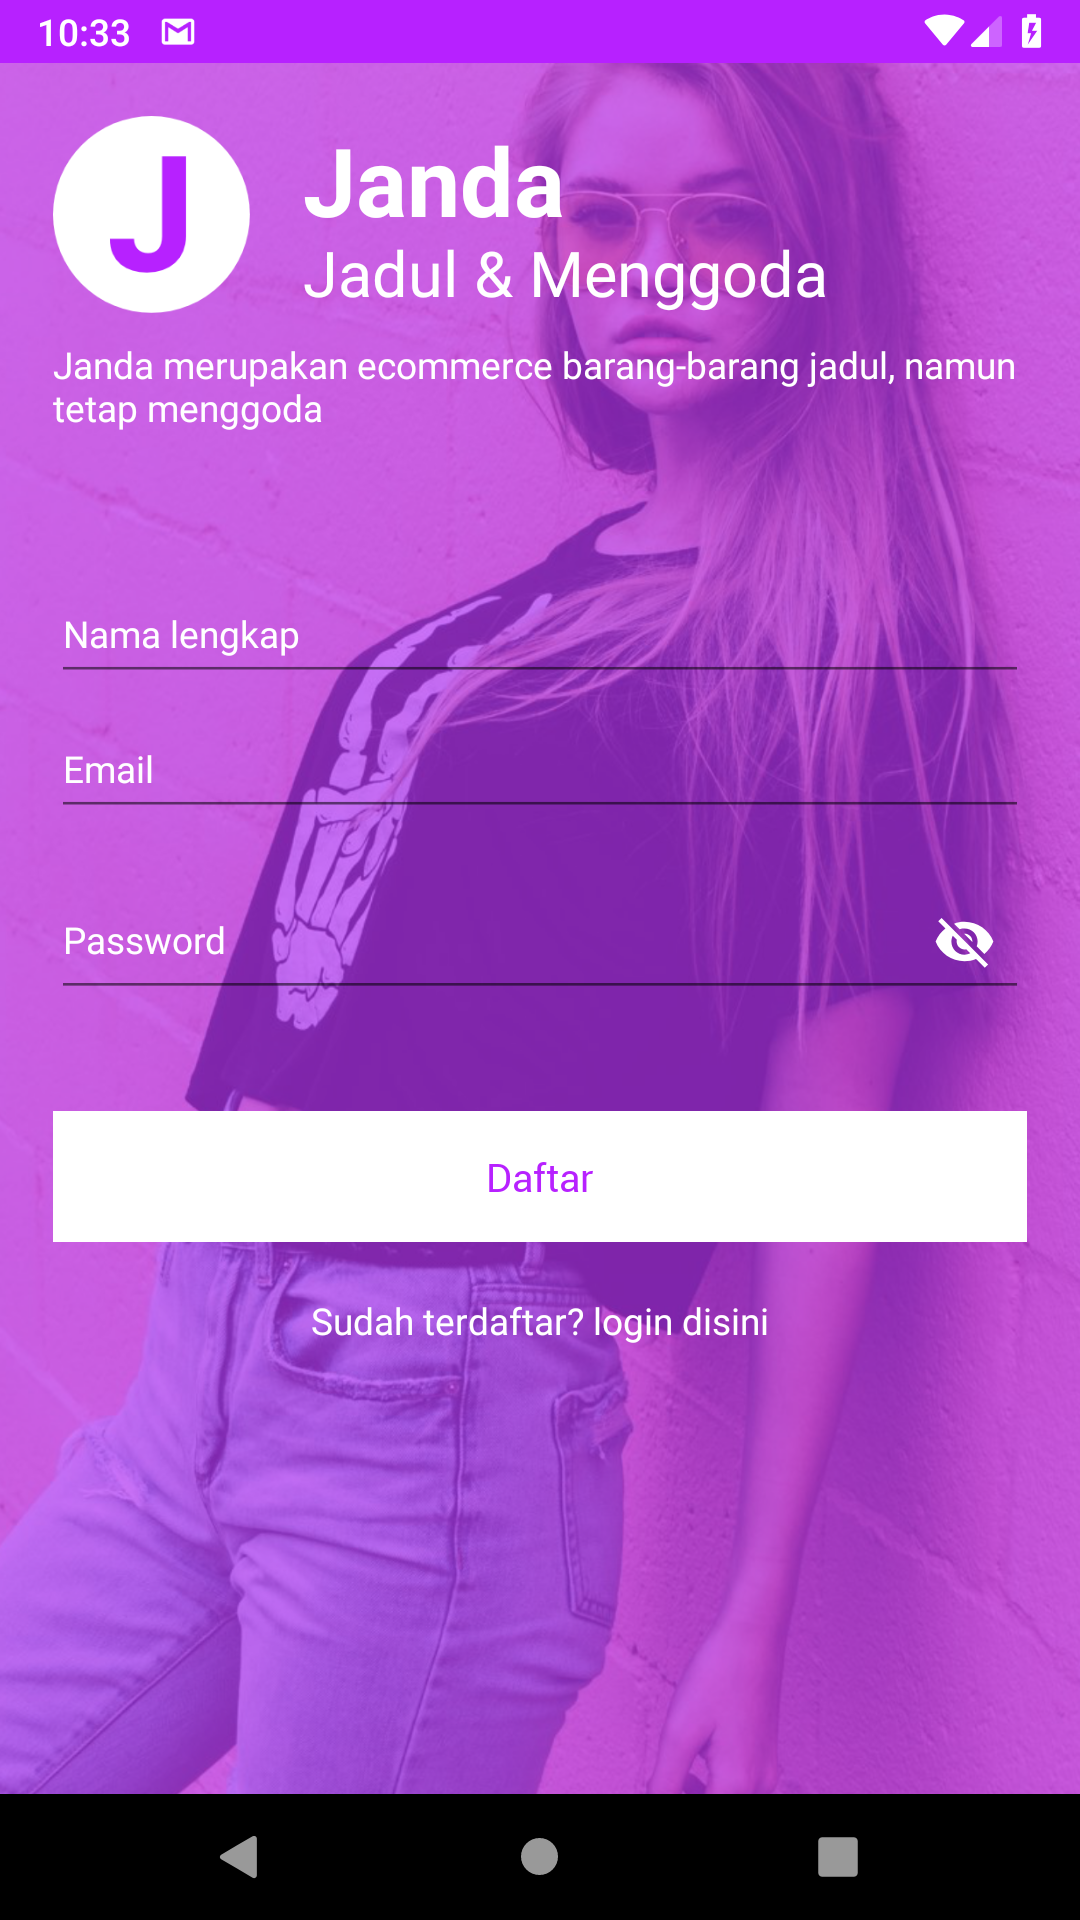 10:33
J
Janda
Jadul & Menggoda
Janda merupakan ecommerce barang-barang jadul, namun
tetap menggoda
Nama lengkap
Email
Password
Daftar
Sudah terdaftar? login disini